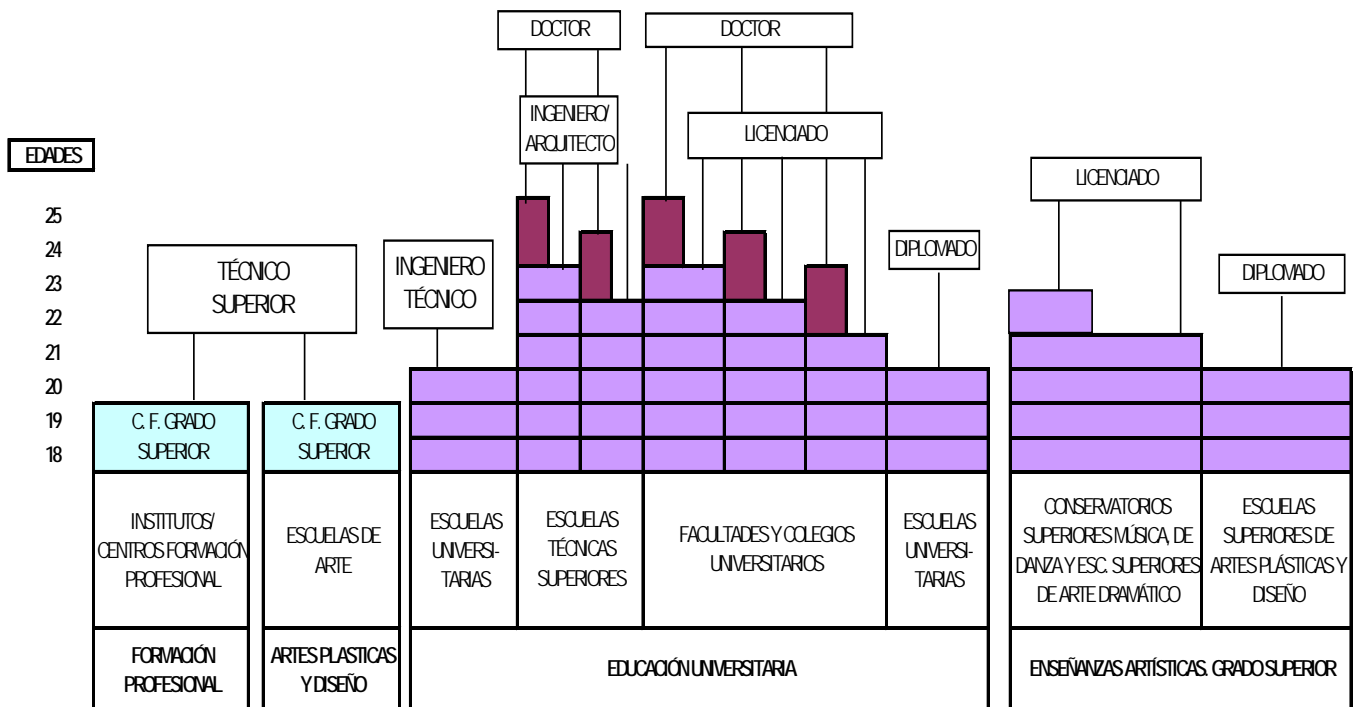 DOCTOR
DOCTOR
INGENIERO/
ARQUITECTO
LICENCIADO
EDADES
LICENCIADO
25
24
23
22
21
20
19
18
TÉCNICO
SUPERIOR
INGENIERO
TÉCNICO
DIPLOMADO
DIPLOMADO
C. F. GRADO
SUPERIOR
C. F. GRADO
SUPERIOR
INSTITUTOS/
CENTROS FORMACIÓN
PROFESIONAL
ESCUELAS DE
ARTE
ESCUELAS
UNIVERSI-
TARIAS
ESCUELAS
TÉCNICAS
SUPERIORES
FACULTADES Y COLEGIOS
UNIVERSITARIOS
ESCUELAS
UNIVERSI-
TARIAS
CONSERVATORIOS
SUPERIORES MÚSICA, DE
DANZA Y ESC. SUPERIORES
DE ARTE DRAMÁTICO
ESCUELAS
SUPERIORES DE
ARTES PLÁSTICAS Y
DISEÑO
FORMACIÓN
PROFESIONAL
ARTES PLASTICAS
Y DISEÑO
EDUCACIÓN UNIVERSITARIA
ENSEÑANZAS ARTÍSTICAS. GRADO SUPERIOR